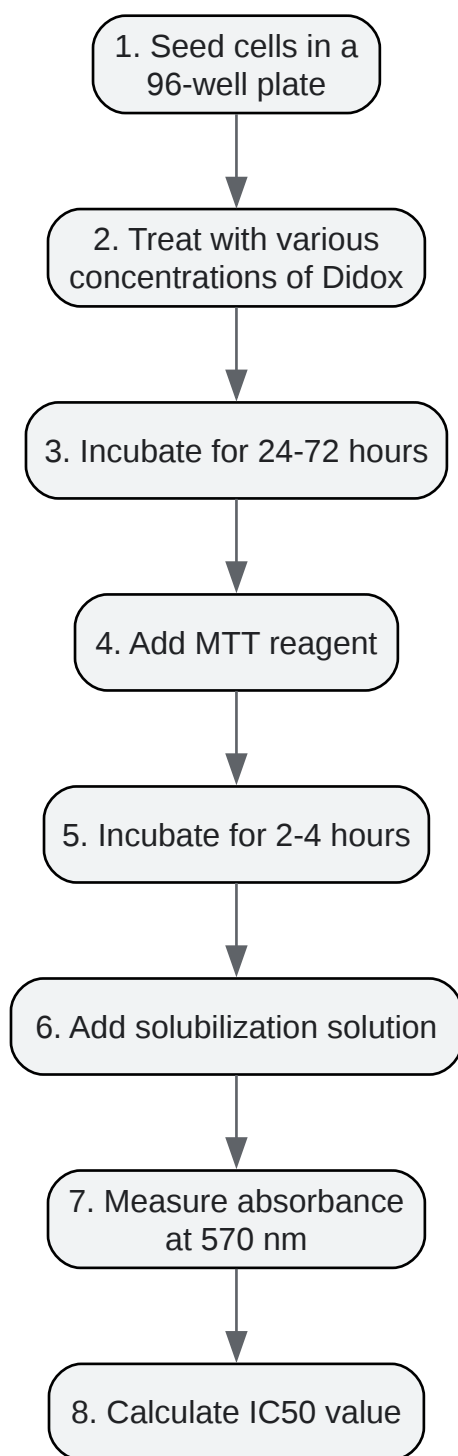 1. Seed cells in a
96-well plate
2. Treat with various
concentrations of Didox
3. Incubate for 24-72 hours
4. Add MTT reagent
5. Incubate for 2-4 hours
6. Add solubilization solution
7. Measure absorbance
at 570 nm
8. Calculate IC50 value